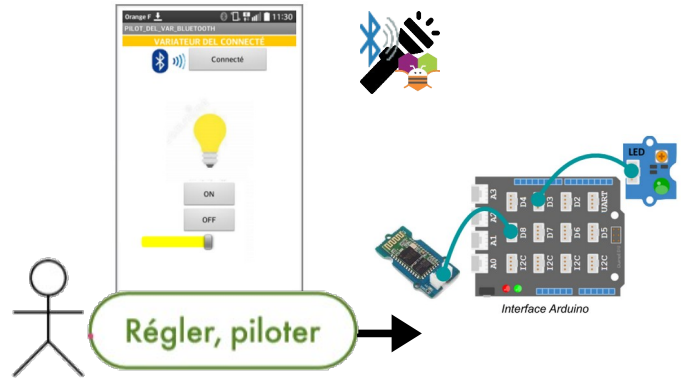 Orange F 11:30
PILOT_DEL_VAR_BLUETOOTH
VARIATEUR DEL CONNECTÉ
Connecté
ON
OFF
Régler, piloter
LED
A3
A2
A1
A0
D4
D3
D2
UART
D8
D7
D6
D5
I2C
I2C
I2C
I2C
Interface Arduino